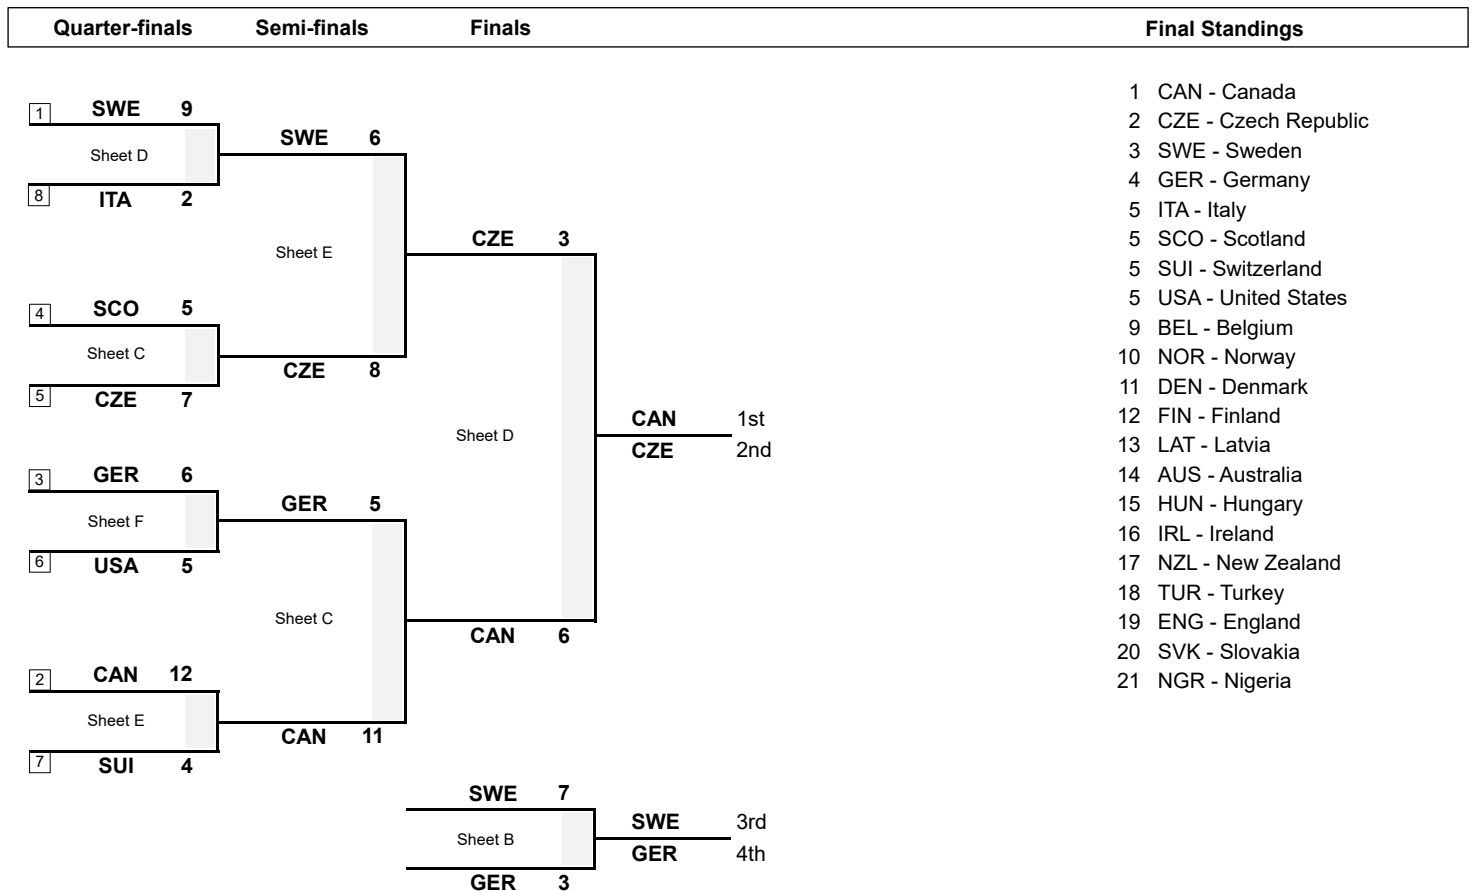 Quarter-finals Semi-finals Finals Final Standings
1 SWE 9
Sheet D
8 ITA 2
SWE 6
Sheet E
4 SCO 5
Sheet C
5 CZE 7
CZE 8
CZE 3
Sheet D
3 GER 6
Sheet F
6 USA 5
GER 5
Sheet C
2 CAN 12
Sheet E
7 SUI 4
CAN 11
CAN 6
CAN 1st
CZE 2nd
SWE 7
Sheet B
GER 3
SWE 3rd
GER 4th
1 CAN - Canada
2 CZE - Czech Republic
3 SWE - Sweden
4 GER - Germany
5 ITA - Italy
5 SCO - Scotland
5 SUI - Switzerland
5 USA - United States
9 BEL - Belgium
10 NOR - Norway
11 DEN - Denmark
12 FIN - Finland
13 LAT - Latvia
14 AUS - Australia
15 HUN - Hungary
16 IRL - Ireland
17 NZL - New Zealand
18 TUR - Turkey
19 ENG - England
20 SVK - Slovakia
21 NGR - Nigeria